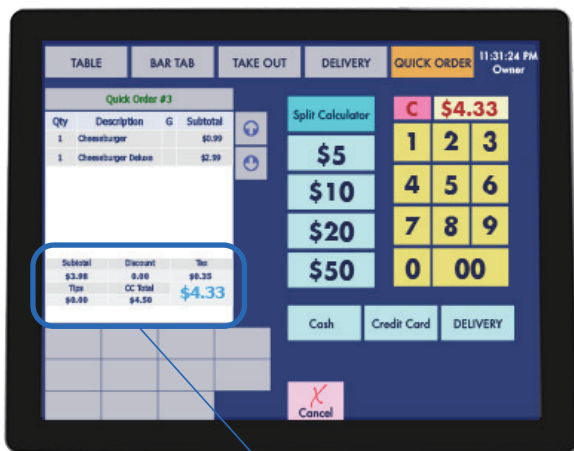 TABLE BAR TAB TAKE OUT DELIVERY QUICK ORDER 11:31:24 PM
Owner
Quick Order #3
Qty Description G Subtotal
1 Cheeseburger $0.99
1 Cheeseburger Deluxe $2.99
Subtotal Discount Tax
$3.98 0.00 $0.35
Tips CC Total $4.33
$0.00 $4.50
Split Calculator
$5
$10
$20
$50
C $4.33
1 2 3
4 5 6
7 8 9
0 00
Cash Credit Card DELIVERY
X
Cancel